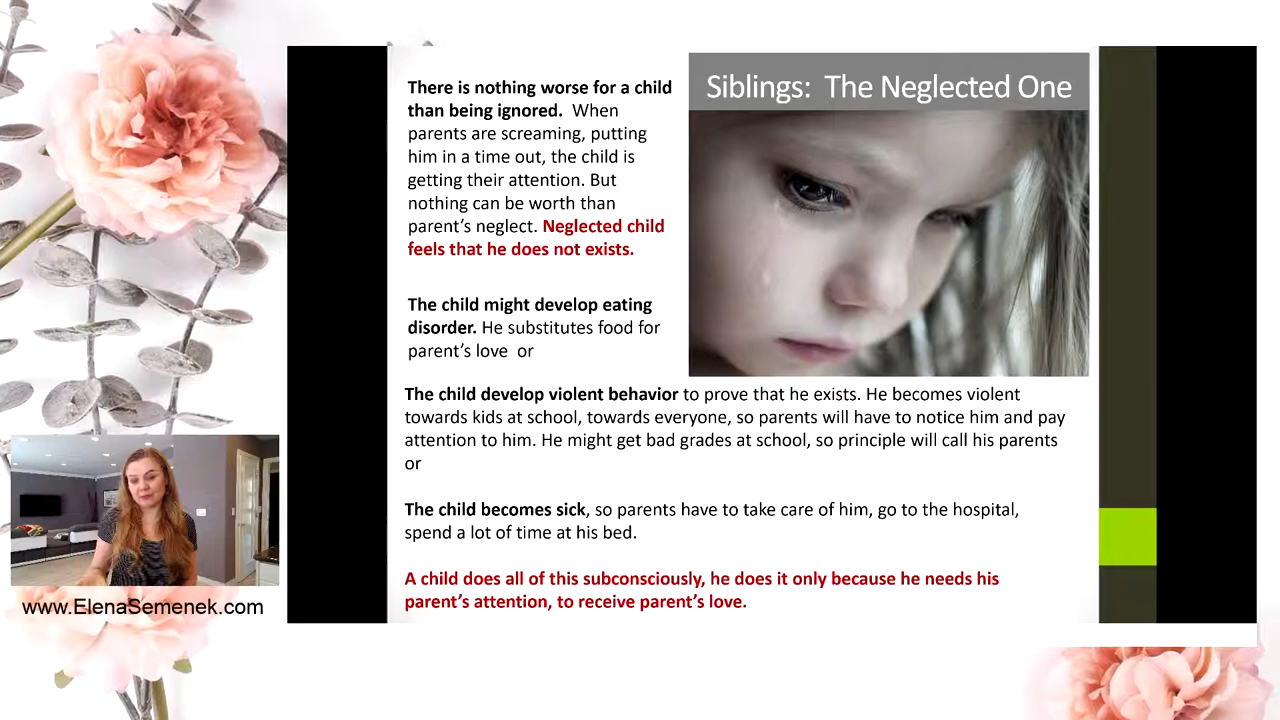 Siblings: The Neglected One
There is nothing worse for a child
than being ignored. When
parents are screaming, putting
him in a time out, the child is
getting their attention. But
nothing can be worth than
parent's neglect. Neglected child
feels that he does not exists.
The child might develop eating
disorder. He substitutes food for
parent's love or
The child develop violent behavior to prove that he exists. He becomes violent
towards kids at school, towards everyone, so parents will have to notice him and pay
attention to him. He might get bad grades at school, so principle will call his parents
or
The child becomes sick, so parents have to take care of him, go to the hospital,
spend a lot of time at his bed.
A child does all of this subconsciously, he does it only because he needs his
parent's attention, to receive parent's love.
www.ElenaSemenek.com